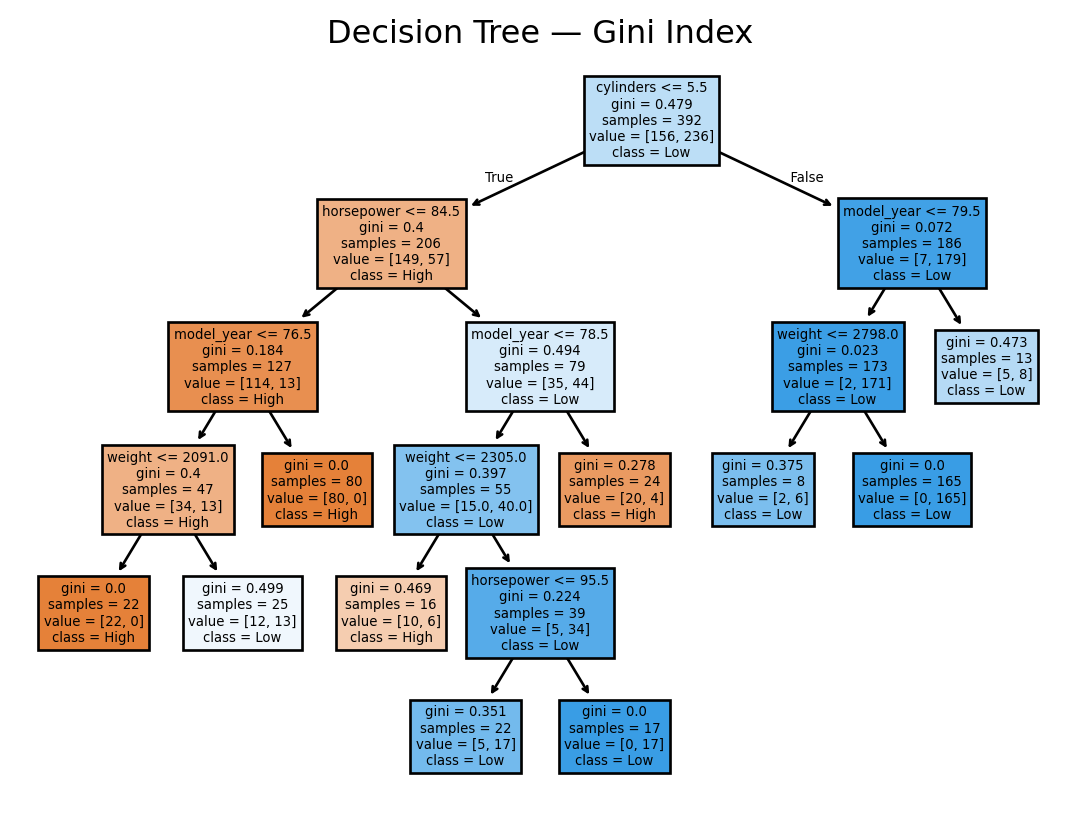 Decision Tree — Gini Index
cylinders <= 5.5
gini = 0.479
samples = 392
value = [156, 236]
class = Low
True
False
horsepower <= 84.5
gini = 0.4
samples = 206
value = [149, 57]
class = High
model_year <= 79.5
gini = 0.072
samples = 186
value = [7, 179]
class = Low
model_year <= 76.5
gini = 0.184
samples = 127
value = [114, 13]
class = High
model_year <= 78.5
gini = 0.494
samples = 79
value = [35, 44]
class = Low
weight <= 2798.0
gini = 0.023
samples = 173
value = [2, 171]
class = Low
gini = 0.473
samples = 13
value = [5, 8]
class = Low
weight <= 2091.0
gini = 0.4
samples = 47
value = [34, 13]
class = High
gini = 0.0
samples = 80
value = [80, 0]
class = High
weight <= 2305.0
gini = 0.397
samples = 55
value = [15.0, 40.0]
class = Low
gini = 0.278
samples = 24
value = [20, 4]
class = High
gini = 0.375
samples = 8
value = [2, 6]
class = Low
gini = 0.0
samples = 165
value = [0, 165]
class = Low
gini = 0.0
samples = 22
value = [22, 0]
class = High
gini = 0.499
samples = 25
value = [12, 13]
class = Low
gini = 0.469
samples = 16
value = [10, 6]
class = High
horsepower <= 95.5
gini = 0.224
samples = 39
value = [5, 34]
class = Low
gini = 0.351
samples = 22
value = [5, 17]
class = Low
gini = 0.0
samples = 17
value = [0, 17]
class = Low